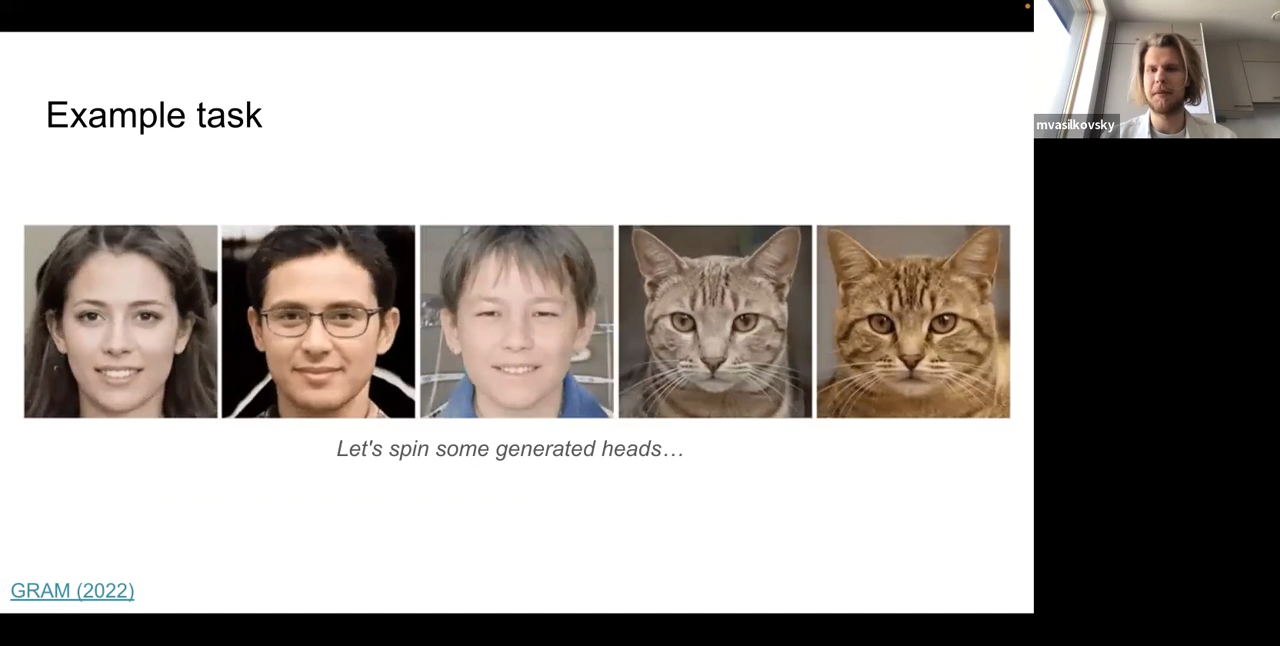 Example task
Let's spin some generated heads…
GRAM (2022)
mvasilkovsky